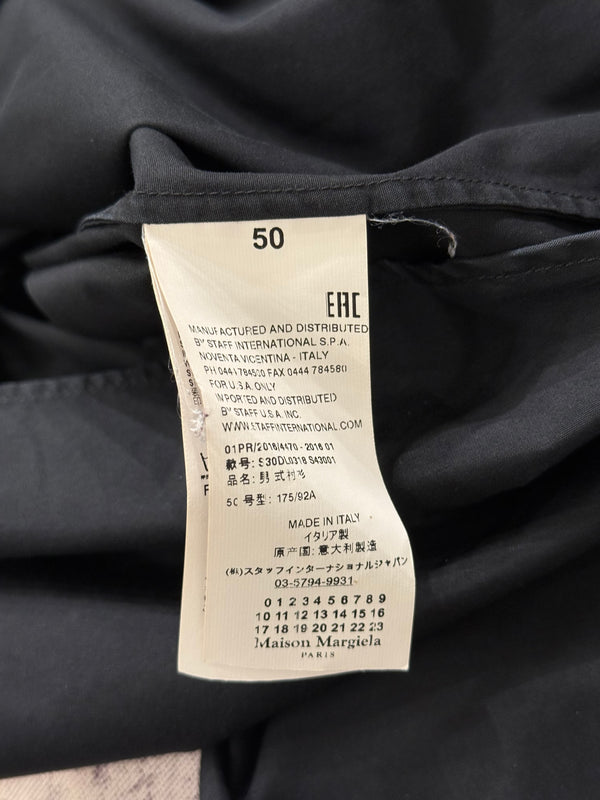 50
EAC
MANUFACTURED AND DISTRIBUTED
BY STAFF INTERNATIONAL S.P.A.
NOVENTA VICENTINA - ITALY
PH 0444 784500 FAX 0444 784580
FOR U.S.A. ONLY
IMPORTED AND DISTRIBUTED
BY STAFF U.S.A. INC.
WWW.STAFFINTERNATIONAL.COM
01PR/2016/4470 - 2016 01
款号: S30DL0318 S43001
品名: 男式衬衫
50 号型: 175/92A
MADE IN ITALY
イタリア製
原产国: 意大利製造
(株)スタッフインターナショナルジャパン
03-5794-9931
0 1 2 3 4 5 6 7 8 9
10 11 12 13 14 15 16
17 18 19 20 21 22 23
Maison Margiela
PARIS